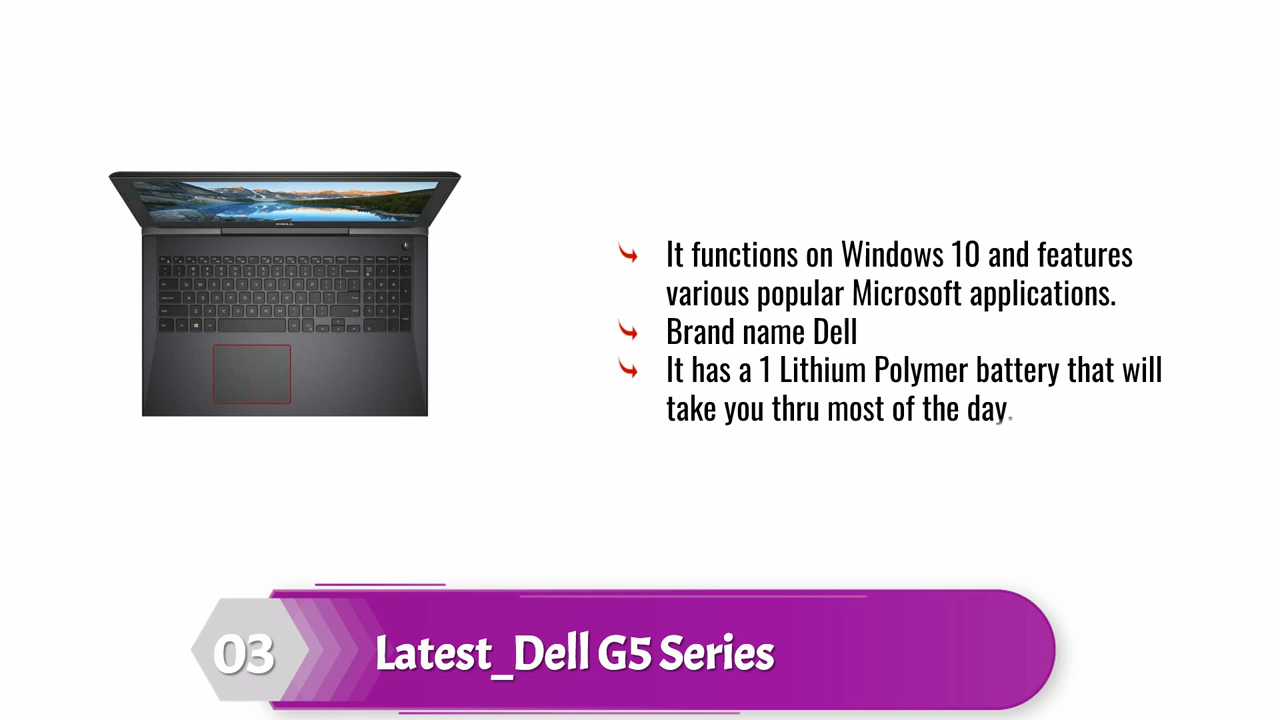 DELL
It functions on Windows 10 and features
various popular Microsoft applications.
Brand name Dell
It has a 1 Lithium Polymer battery that will
take you thru most of the day.
03
Latest_Dell G5 Series